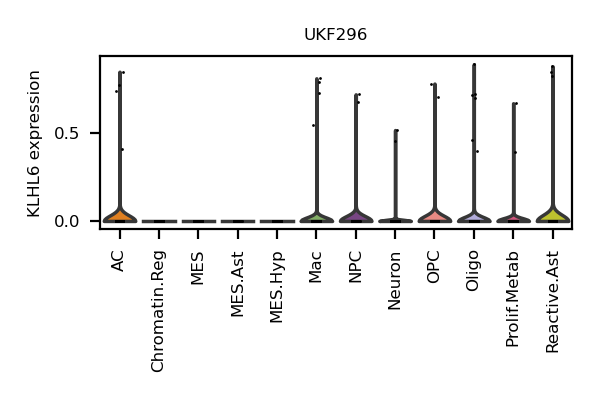 UKF296
KLHL6 expression
0.5
0.0
AC
Chromatin.Reg
MES
MES.Ast
MES.Hyp
Mac
NPC
Neuron
OPC
Oligo
Prolif.Metab
Reactive.Ast